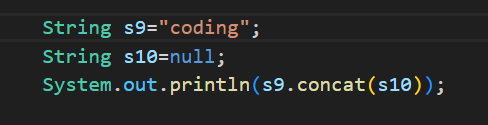 String s9="coding";
String s10=null;
System.out.println(s9.concat(s10));